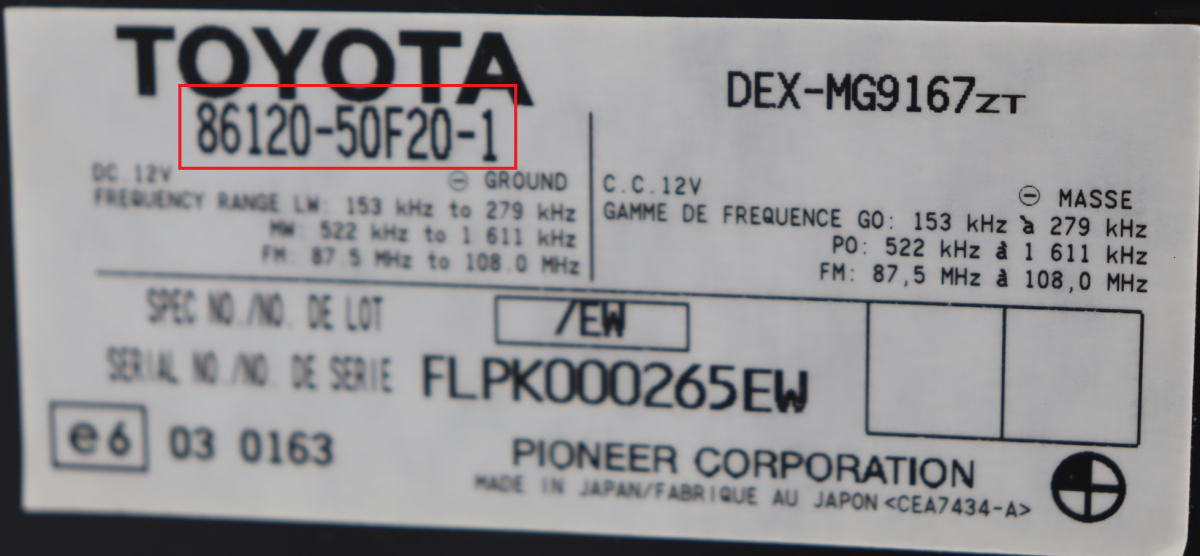 TOYOTA
86120-50F20-1
DEX-MG9167ZT
DC.12V ⊖ GROUND
FREQUENCY RANGE LW: 153 kHz to 279 kHz
MW: 522 kHz to 1 611 kHz
FM: 87.5 MHz to 108.0 MHz
C.C.12V ⊖ MASSE
GAMME DE FREQUENCE GO: 153 kHz à 279 kHz
PO: 522 kHz à 1 611 kHz
FM: 87,5 MHz à 108,0 MHz
SPEC NO./NO. DE LOT /EW
SERIAL NO./NO. DE SERIE FLPK000265EW
e6 03 0163
PIONEER CORPORATION
MADE IN JAPAN/FABRIQUE AU JAPON <CEA7434-A>